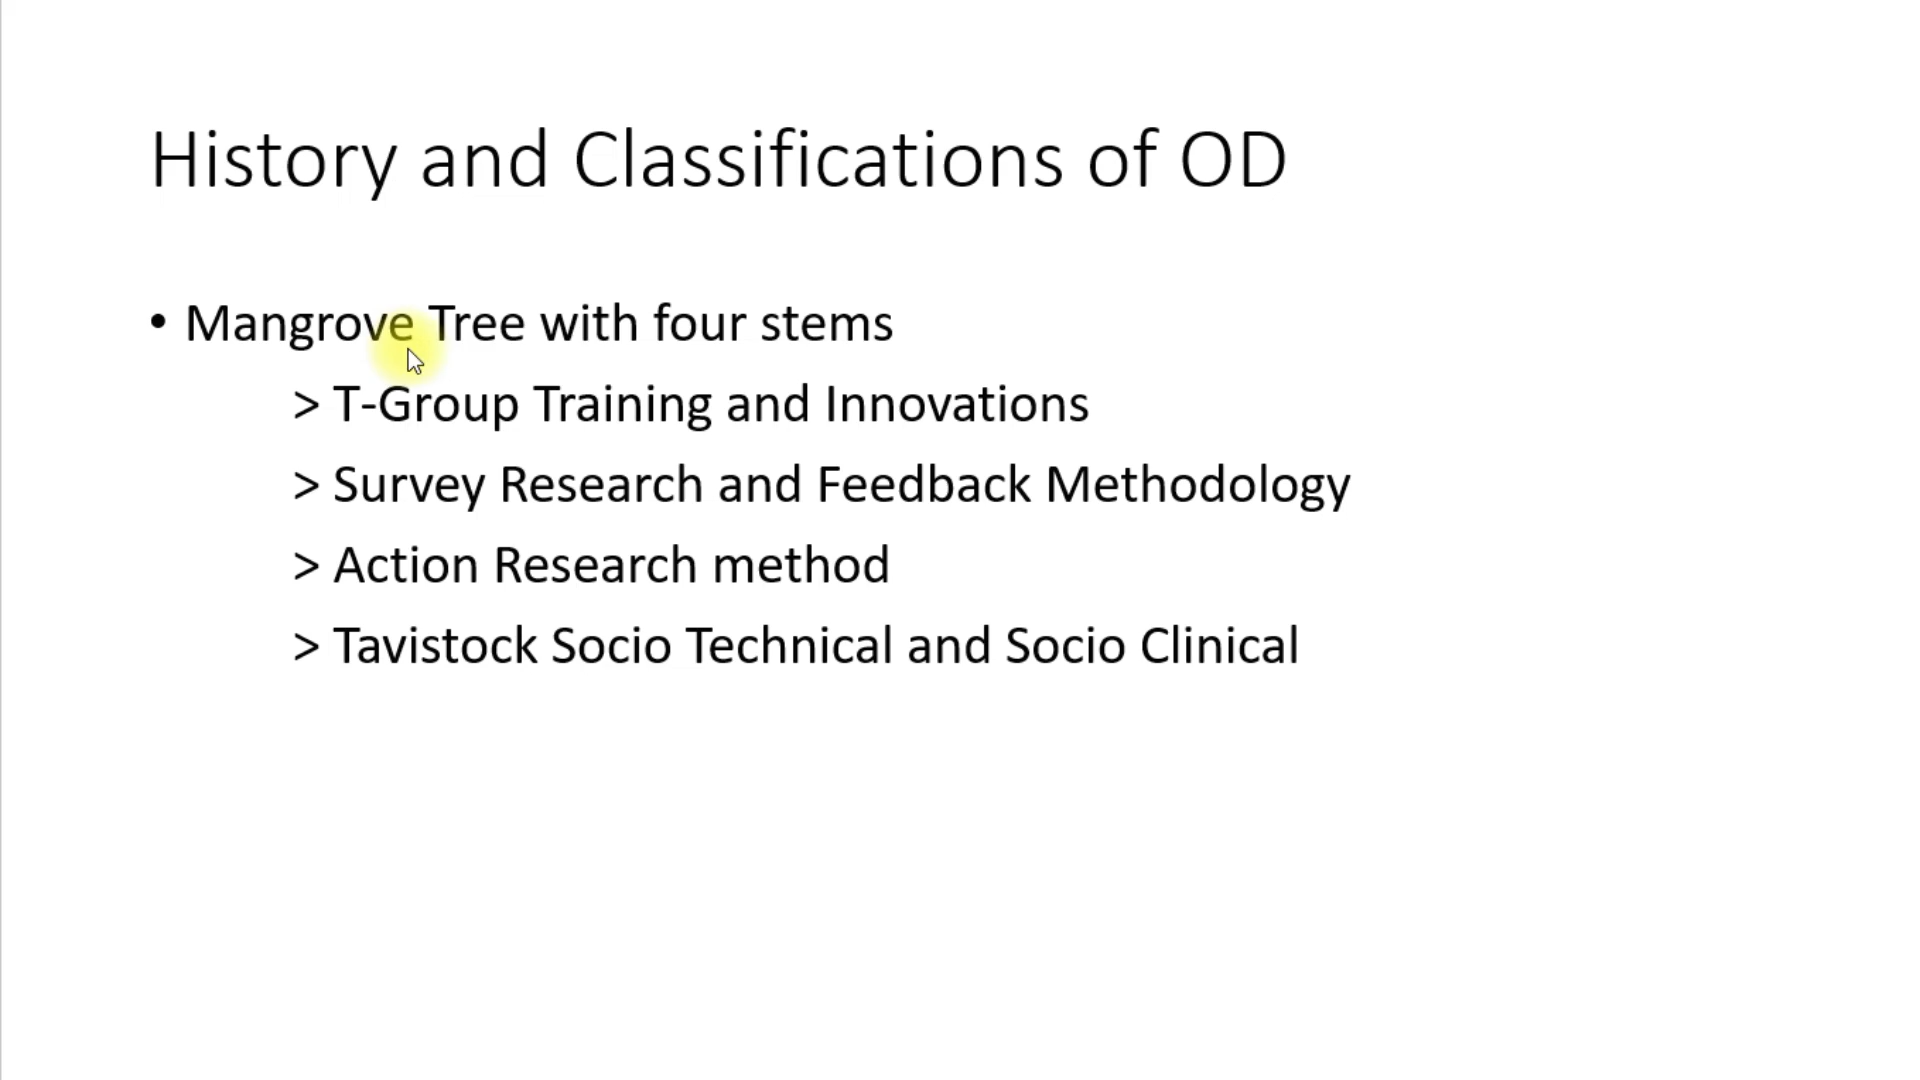 History and Classifications of OD
• Mangrove Tree with four stems
> T-Group Training and Innovations
> Survey Research and Feedback Methodology
> Action Research method
> Tavistock Socio Technical and Socio Clinical